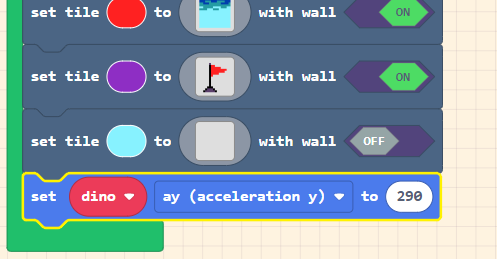 set tile to with wall ON
set tile to with wall ON
set tile to with wall OFF
set dino ay (acceleration y) to 290